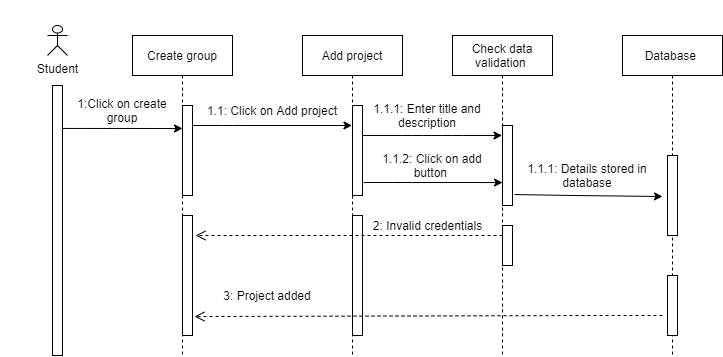 Student
Create group
Add project
Check data
validation
Database
1:Click on create
group
1.1: Click on Add project
1.1.1: Enter title and
description
1.1.2: Click on add
button
1.1.1: Details stored in
database
2: Invalid credentials
3: Project added